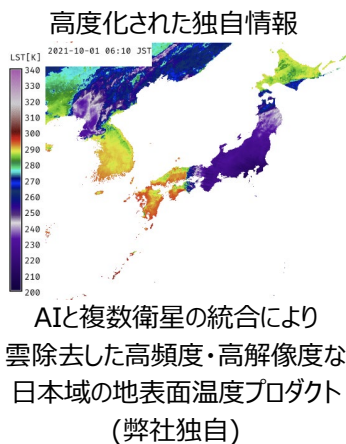 高度化された独自情報
LST[K]
2021-10-01 06:10 JST
340
330
320
310
300
290
280
270
260
250
240
230
220
210
200
AIと複数衛星の統合により
雲除去した高頻度・高解像度な
日本域の地表面温度プロダクト
(弊社独自)